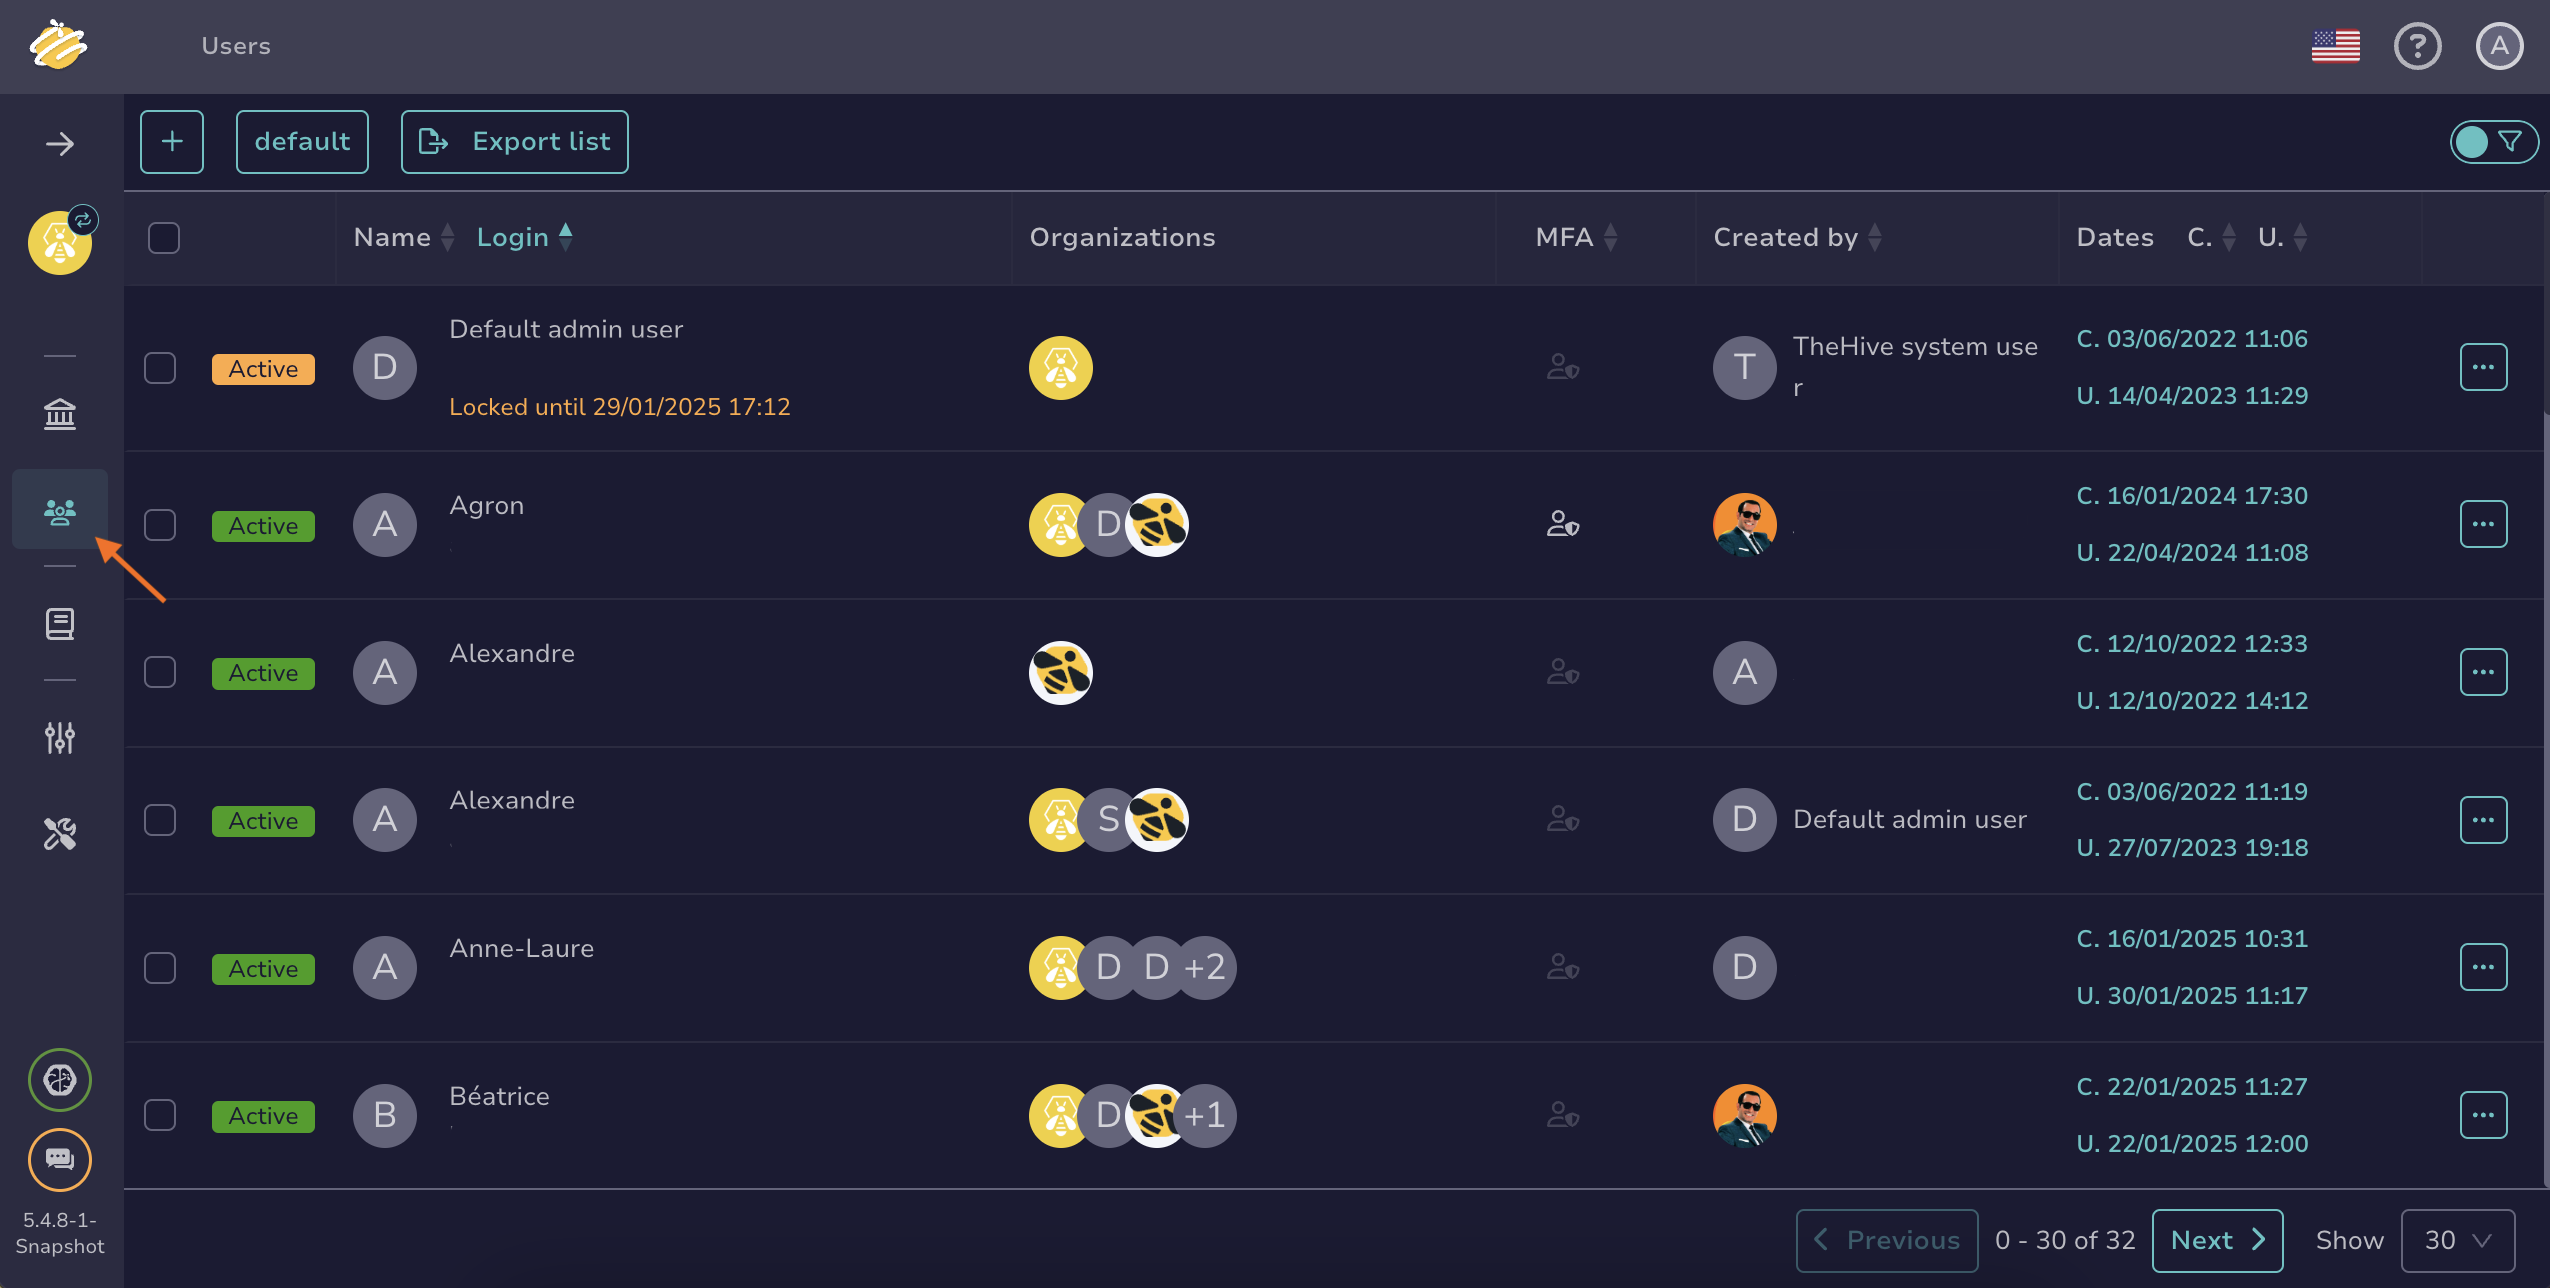 Users
A
+ default Export list
Name Login Organizations MFA Created by Dates C. U.
Active D Default admin user
Locked until 29/01/2025 17:12
T TheHive system use
r
C. 03/06/2022 11:06
U. 14/04/2023 11:29
Active A Agron
D
C. 16/01/2024 17:30
U. 22/04/2024 11:08
Active A Alexandre
A
C. 12/10/2022 12:33
U. 12/10/2022 14:12
Active A Alexandre
S
D Default admin user
C. 03/06/2022 11:19
U. 27/07/2023 19:18
Active A Anne-Laure
D D +2
D
C. 16/01/2025 10:31
U. 30/01/2025 11:17
Active B Béatrice
D +1
C. 22/01/2025 11:27
U. 22/01/2025 12:00
5.4.8-1-
Snapshot
Previous 0 - 30 of 32 Next Show 30